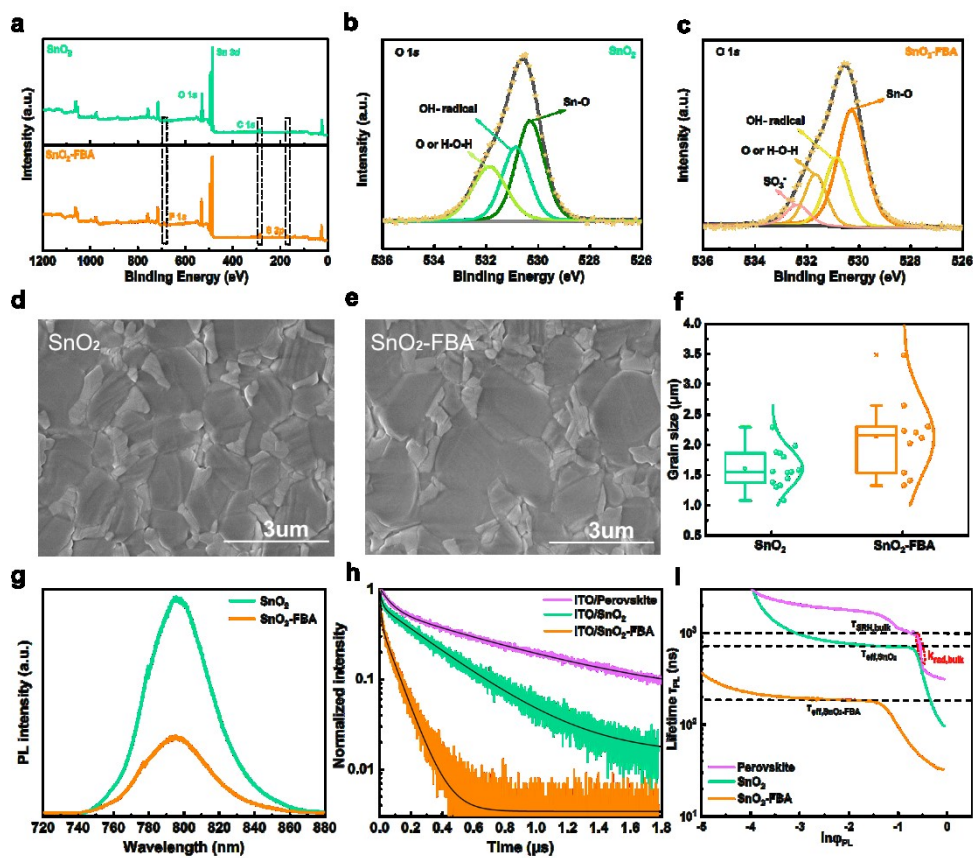 a
SnO2
Sn 3d
O 1s
C 1s
SnO2-FBA
F 1s
S 2p
Intensity (a.u.)
1200 1000 800 600 400 200 0
Binding Energy (eV)
b
O 1s
SnO2
OH- radical
Sn-O
O or H-O-H
Intensity (a.u.)
536 534 532 530 528 526
Binding Energy (eV)
c
O 1s
SnO2-FBA
Sn-O
OH- radical
O or H-O-H
SO3-
Intensity (a.u.)
536 534 532 530 528 526
Binding Energy (eV)
d
SnO2
3um
e
SnO2-FBA
3um
f
Grain size (μm)
4.0
3.5
3.0
2.5
2.0
1.5
1.0
0.5
SnO2 SnO2-FBA
g
SnO2
SnO2-FBA
PL intensity (a.u.)
720 740 760 780 800 820 840 860 880
Wavelength (nm)
h
ITO/Perovskite
ITO/SnO2
ITO/SnO2-FBA
Normalized intensity
1
0.1
0.01
0.0 0.2 0.4 0.6 0.8 1.0 1.2 1.4 1.6 1.8
Time (μs)
i
τSRH,bulk
krad,bulk
τeff,SnO2
τeff,SnO2-FBA
Perovskite
SnO2
SnO2-FBA
Lifetime τPL (ns)
10³
10²
10¹
-5 -4 -3 -2 -1 0
lnφPL